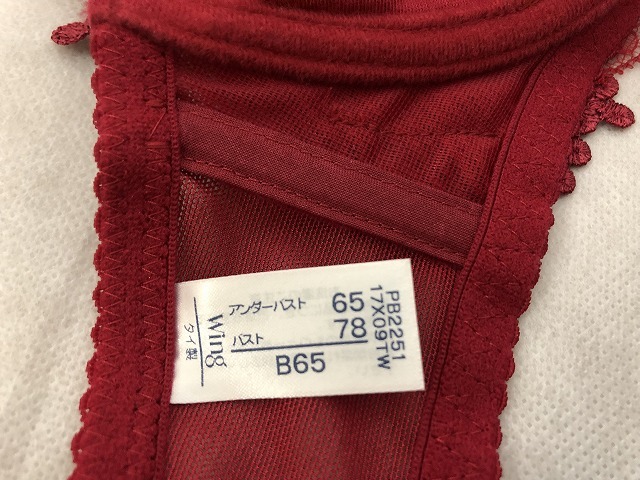 アンダーバスト 65
バスト 78
B65
Wing
タイ製
PB2251
17X09TW